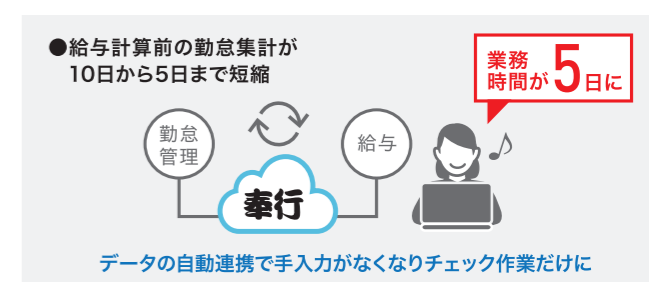 ●給与計算前の勤怠集計が
10日から5日まで短縮
業務
時間が5日に
勤怠
管理
給与
奉行
データの自動連携で手入力がなくなりチェック作業だけに